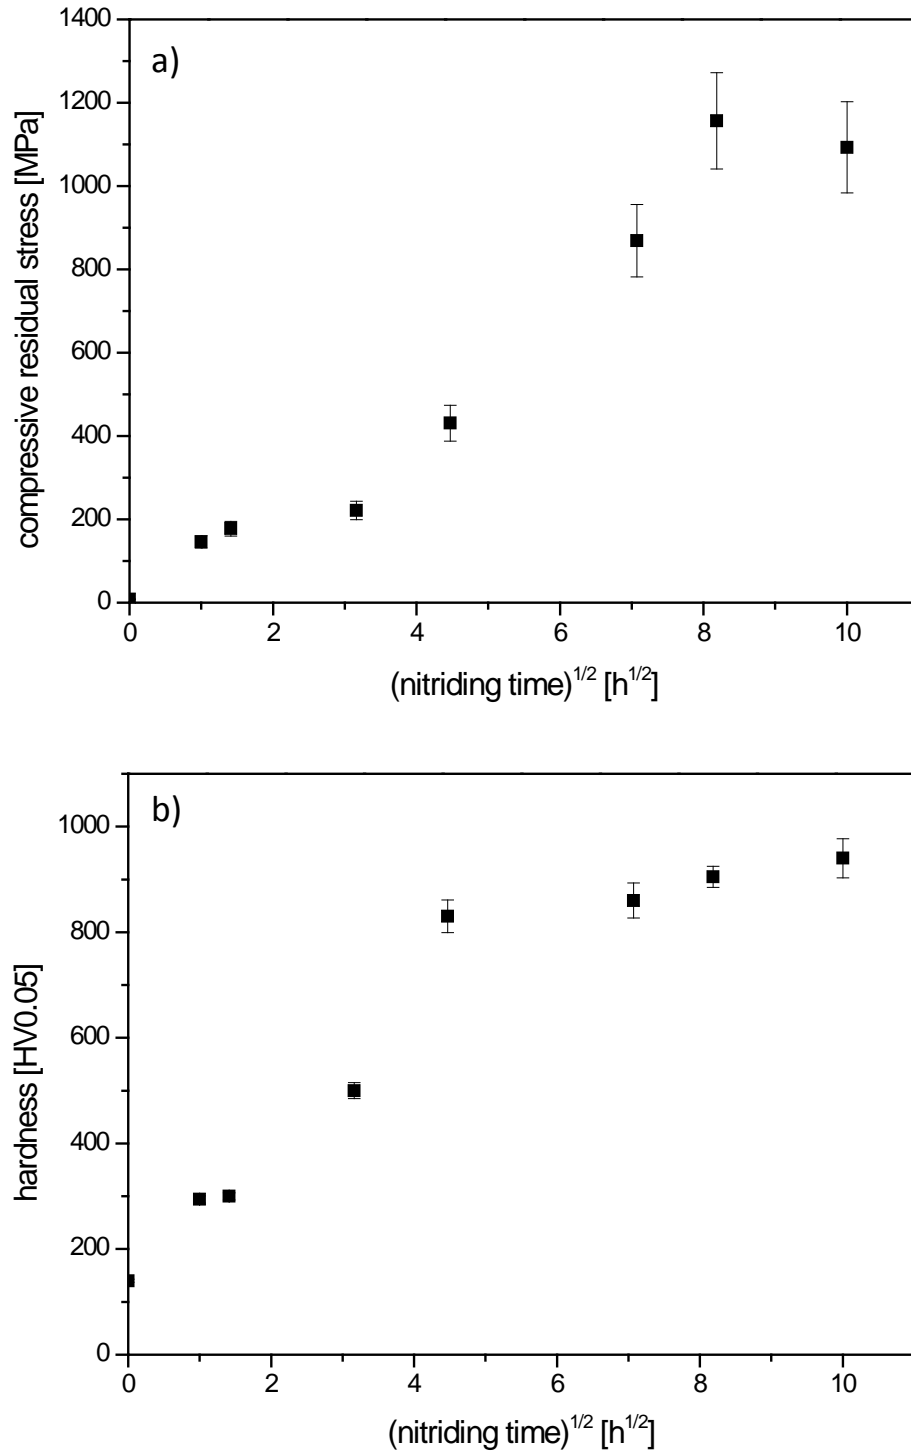 a)
1400
1200
1000
800
600
400
200
0
compressive residual stress [MPa]
0 2 4 6 8 10
(nitriding time)^1/2 [h^1/2]
b)
1000
800
600
400
200
0
hardness [HV0.05]
0 2 4 6 8 10
(nitriding time)^1/2 [h^1/2]